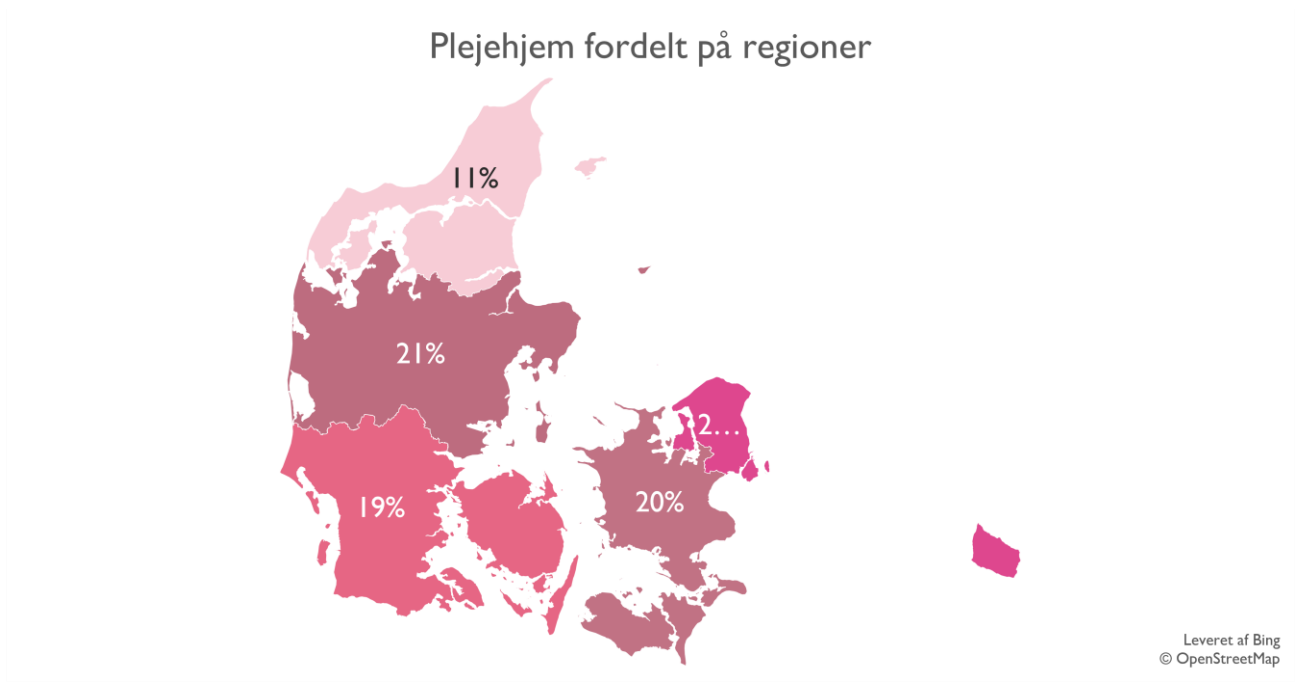 Plejehjem fordelt på regioner
11%
21%
2...
19%
20%
Leveret af Bing
© OpenStreetMap